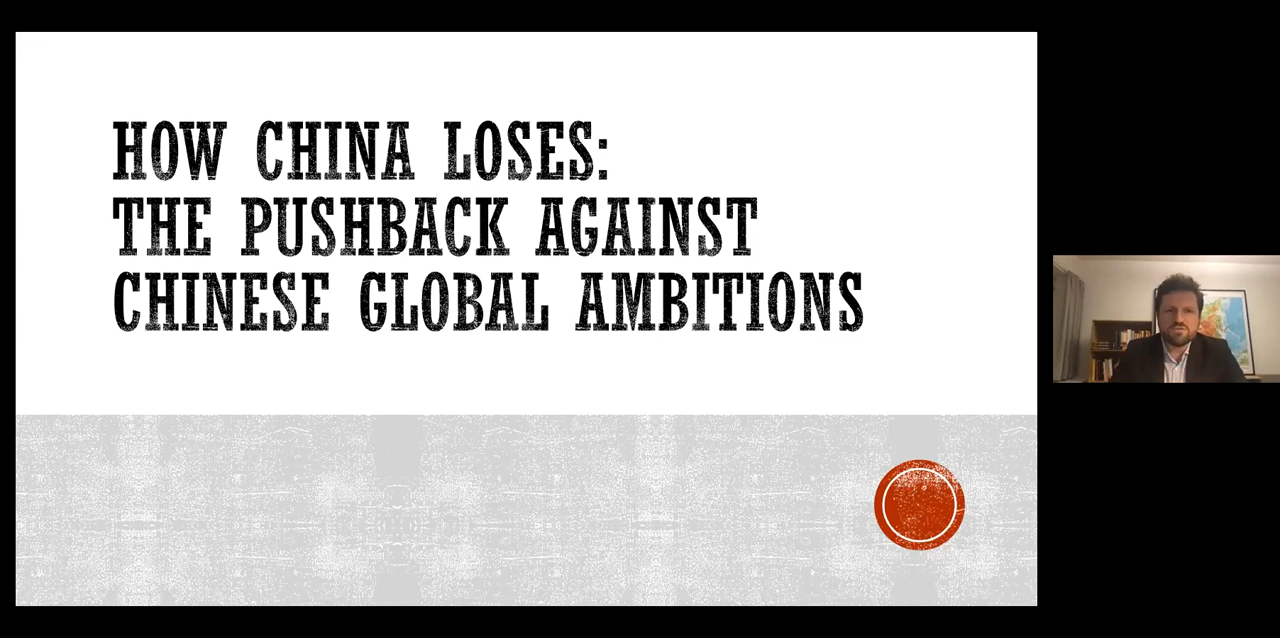 HOW CHINA LOSES:
THE PUSHBACK AGAINST
CHINESE GLOBAL AMBITIONS